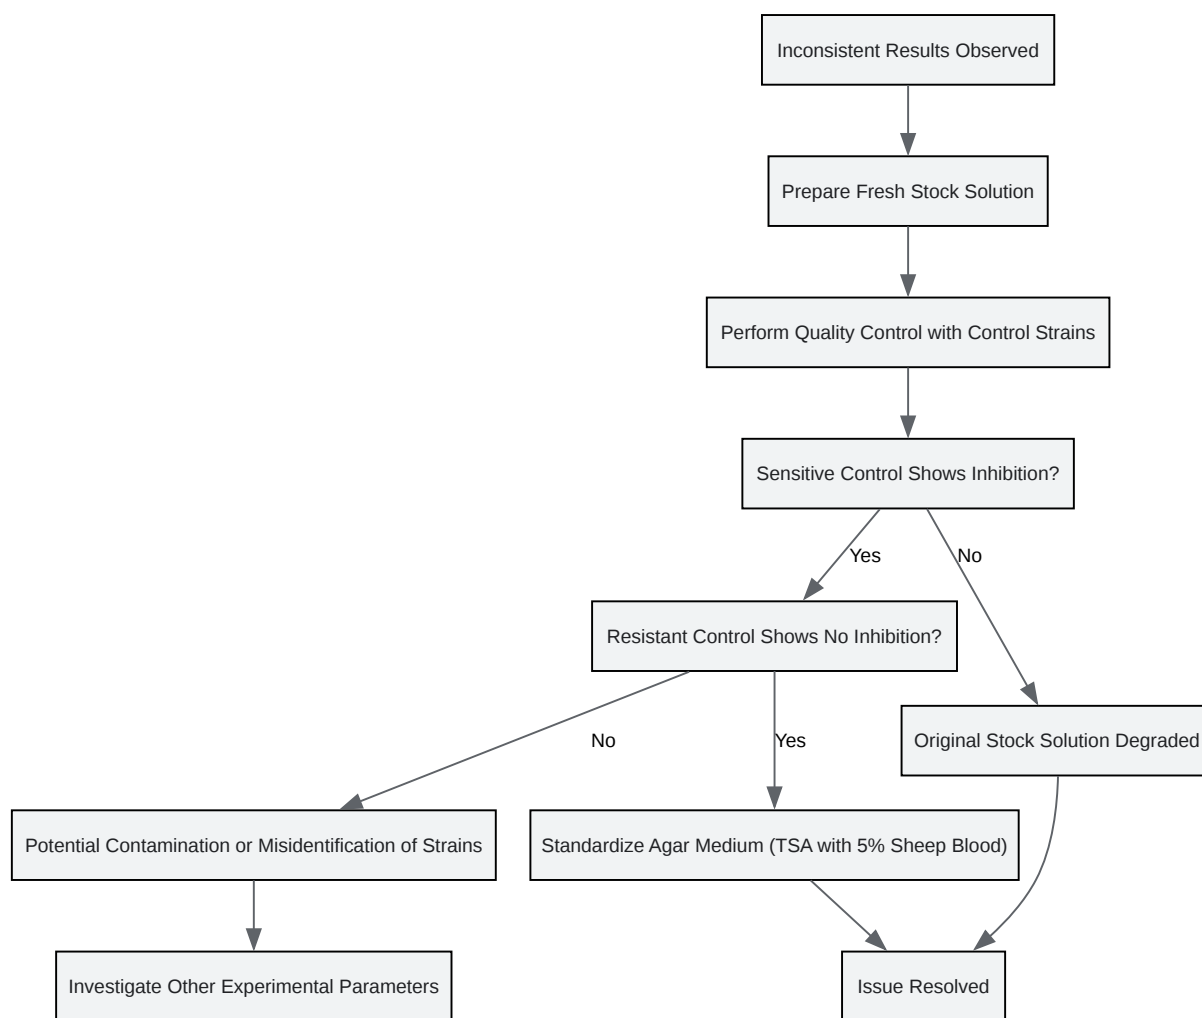 Inconsistent Results Observed
Prepare Fresh Stock Solution
Perform Quality Control with Control Strains
Sensitive Control Shows Inhibition?
Yes
No
Resistant Control Shows No Inhibition?
No
Yes
Original Stock Solution Degraded
Potential Contamination or Misidentification of Strains
Standardize Agar Medium (TSA with 5% Sheep Blood)
Investigate Other Experimental Parameters
Issue Resolved